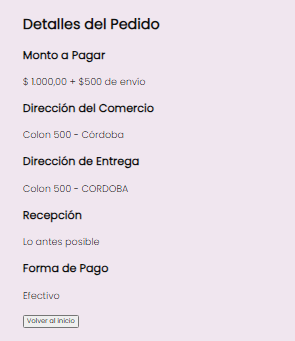 Detalles del Pedido
Monto a Pagar
$ 1.000,00 + $500 de envio
Dirección del Comercio
Colon 500 - Córdoba
Dirección de Entrega
Colon 500 - CORDOBA
Recepción
Lo antes posible
Forma de Pago
Efectivo
Volver al inicio